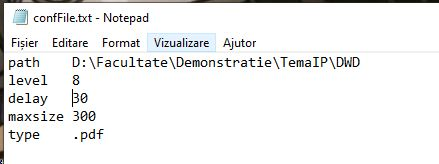 confFile.txt - Notepad
Fișier Editare Format Vizualizare Ajutor
path D:\Facultate\Demonstratie\TemaIP\DWD
level 8
delay 30
maxsize 300
type .pdf